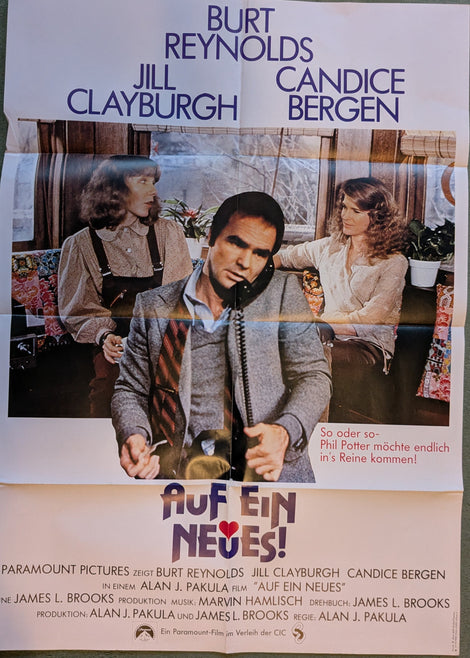 BURT
REYNOLDS
JILL
CLAYBURGH
CANDICE
BERGEN
So oder so-
Phil Potter möchte endlich
in's Reine kommen!
AUF EIN
NEUES!
PARAMOUNT PICTURES ZEIGT BURT REYNOLDS JILL CLAYBURGH CANDICE BERGEN
IN EINEM ALAN J. PAKULA FILM "AUF EIN NEUES"
NE JAMES L. BROOKS PRODUKTION MUSIK: MARVIN HAMLISCH DREHBUCH: JAMES L. BROOKS
PRODUKTION: ALAN J. PAKULA UND JAMES L. BROOKS REGIE: ALAN J. PAKULA
Ein Paramount-Film im Verleih der CIC